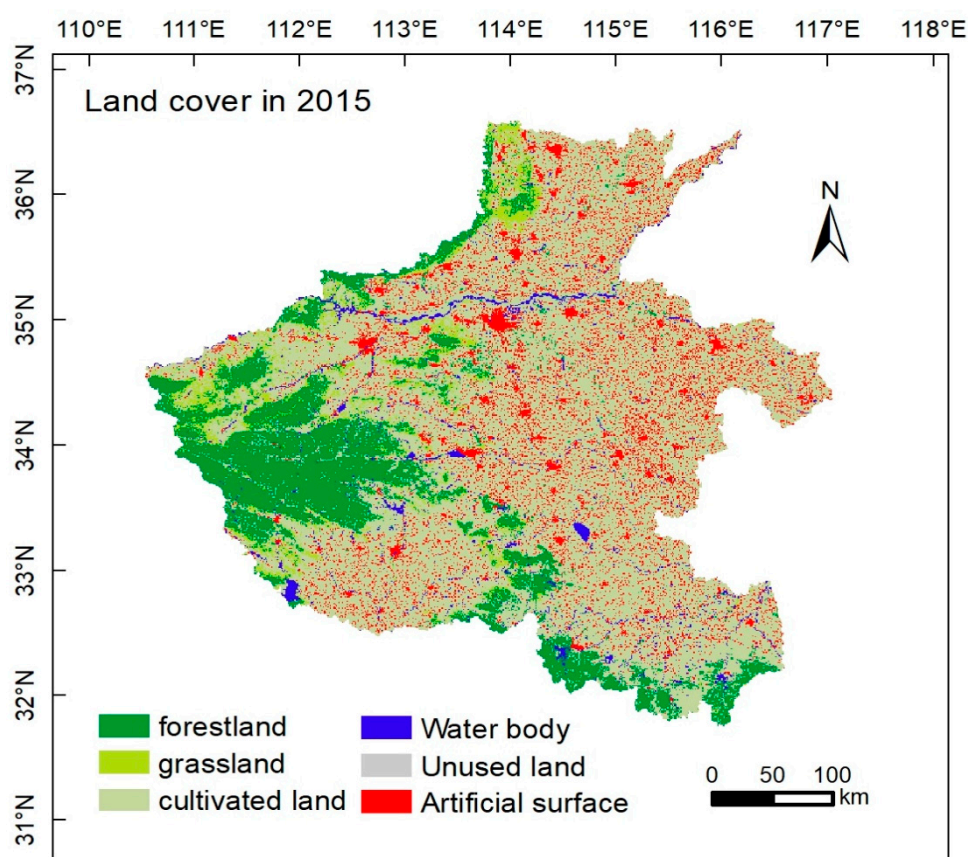 110°E 111°E 112°E 113°E 114°E 115°E 116°E 117°E 118°E
37°N
Land cover in 2015
36°N
N
35°N
34°N
33°N
32°N
31°N
forestland
grassland
cultivated land
Water body
Unused land
Artificial surface
0 50 100
km